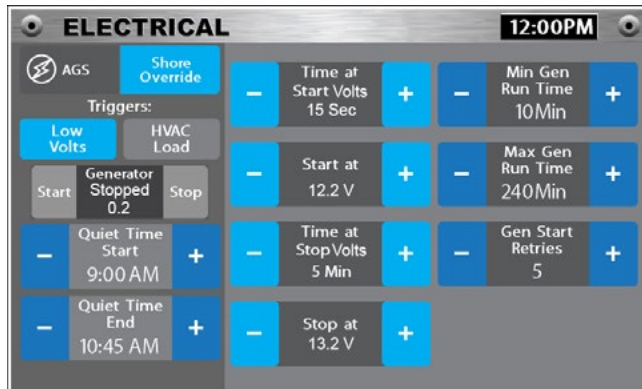 ELECTRICAL
12:00PM
AGS
Shore
Override
Triggers:
Low
Volts
HVAC
Load
Start
Generator
Stopped
0.2
Stop
−
Quiet Time
Start
9:00 AM
+
−
Quiet Time
End
10:45 AM
+
−
Time at
Start Volts
15 Sec
+
−
Start at
12.2 V
+
−
Time at
Stop Volts
5 Min
+
−
Stop at
13.2 V
+
−
Min Gen
Run Time
10Min
+
−
Max Gen
Run Time
240Min
+
−
Gen Start
Retries
5
+